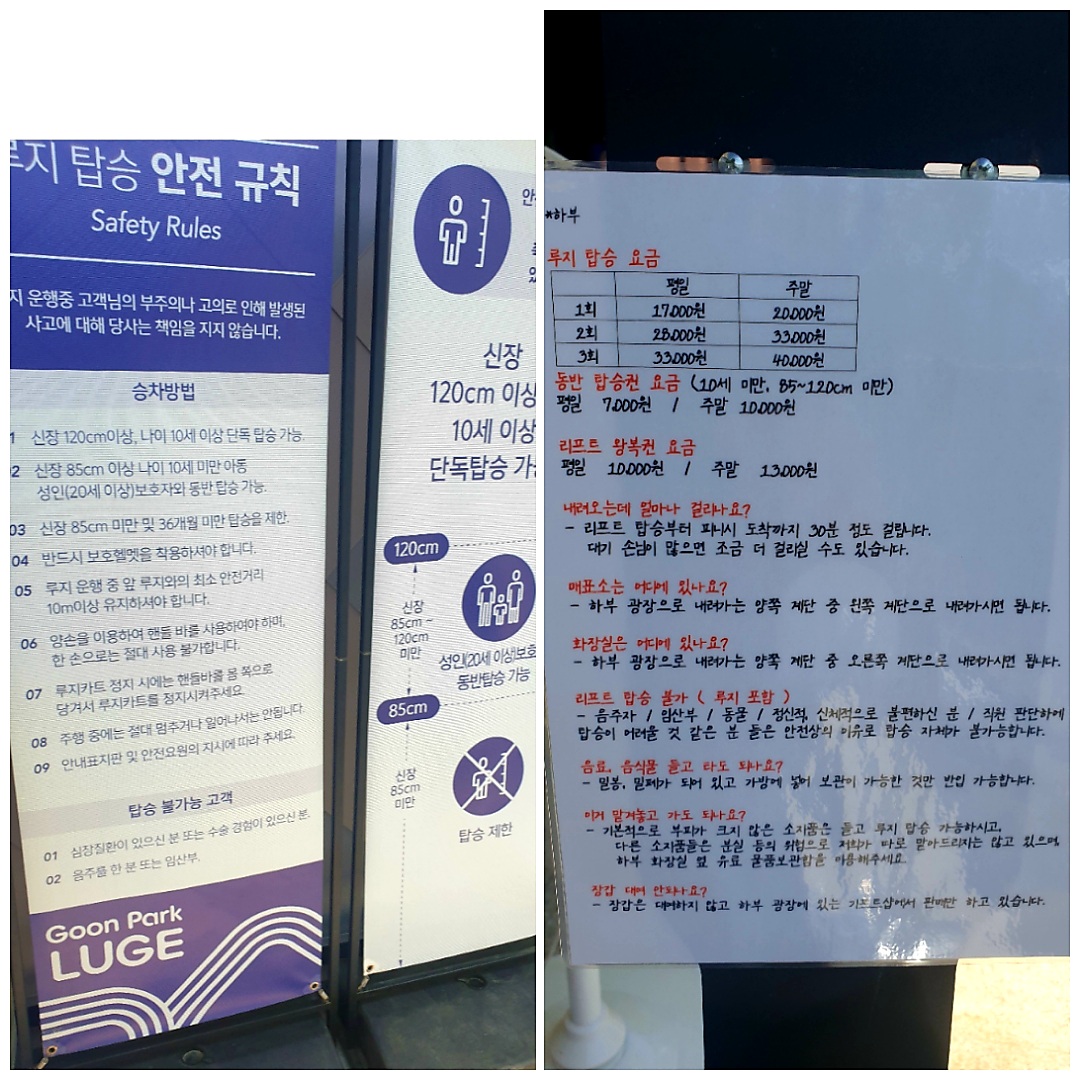 루지 탑승 안전 규칙
Safety Rules
지 운행중 고객님의 부주의나 고의로 인해 발생된
사고에 대해 당사는 책임을 지지 않습니다.
승차방법
1 신장 120cm이상, 나이 10세 이상 단독 탑승 가능.
02 신장 85cm 이상 나이 10세 미만 아동
성인(20세 이상)보호자와 동반 탑승 가능.
03 신장 85cm 미만 및 36개월 미만 탑승을 제한.
04 반드시 보호헬멧을 착용하셔야 합니다.
05 루지 운행 중 앞 루지와의 최소 안전거리
10m이상 유지하셔야 합니다.
06 양손을 이용하여 핸들 바를 사용하여야 하며,
한 손으로는 절대 사용 불가합니다.
07 루지카트 정지 시에는 핸들바를 몸 쪽으로
당겨서 루지카트를 정지시켜주세요
08 주행 중에는 절대 멈추거나 일어나서는 안됩니다.
09 안내표지판 및 안전요원의 지시에 따라 주세요.
탑승 불가능 고객
01 심장질환이 있으신 분 또는 수술 경험이 있으신 분.
02 음주를 한 분 또는 임산부.
Goon Park
LUGE
신장
120cm 이상
10세 이상
단독탑승 가능
120cm
신장
85cm ~
120cm
미만
성인(20세 이상)보호
동반탑승 가능
85cm
신장
85cm
미만
탑승 제한
*하부
루지 탑승 요금
평일 주말
1회 17,000원 20,000원
2회 28,000원 33,000원
3회 33,000원 40,000원
동반 탑승권 요금 (10세 미만, 85~120cm 미만)
평일 7,000원 / 주말 10,000원
리프트 왕복권 요금
평일 10,000원 / 주말 13,000원
내려오는데 얼마나 걸리나요?
- 리프트 탑승부터 피니시 도착까지 30분 정도 걸립니다.
대기 손님이 많으면 조금 더 걸리실 수도 있습니다.
매표소는 어디에 있나요?
- 하부 광장으로 내려가는 양쪽 계단 중 왼쪽 계단으로 내려가시면 됩니다.
화장실은 어디에 있나요?
- 하부 광장으로 내려가는 양쪽 계단 중 오른쪽 계단으로 내려가시면 됩니다.
리프트 탑승 불가 ( 루지 포함 )
- 음주자 / 임산부 / 동물 / 정신적, 신체적으로 불편하신 분 / 직원 판단하에
탑승이 어려울 것 같은 분 들은 안전상의 이유로 탑승 자체가 불가능합니다.
음료, 음식물 들고 타도 되나요?
- 밀봉, 밀폐가 되어 있고 가방에 넣어 보관이 가능한 것만 반입 가능합니다.
이거 맡겨놓고 가도 되나요?
- 기본적으로 부피가 크지 않은 소지품은 들고 루지 탑승 가능하시고,
다른 소지품들은 분실 등의 위험으로 저희가 따로 맡아드리지는 않고 있으며,
하부 화장실 옆 유료 물품보관함을 이용해주세요
장갑 대여 안되나요?
- 장갑은 대여하지 않고 하부 광장에 있는 기프트샵에서 판매만 하고 있습니다.